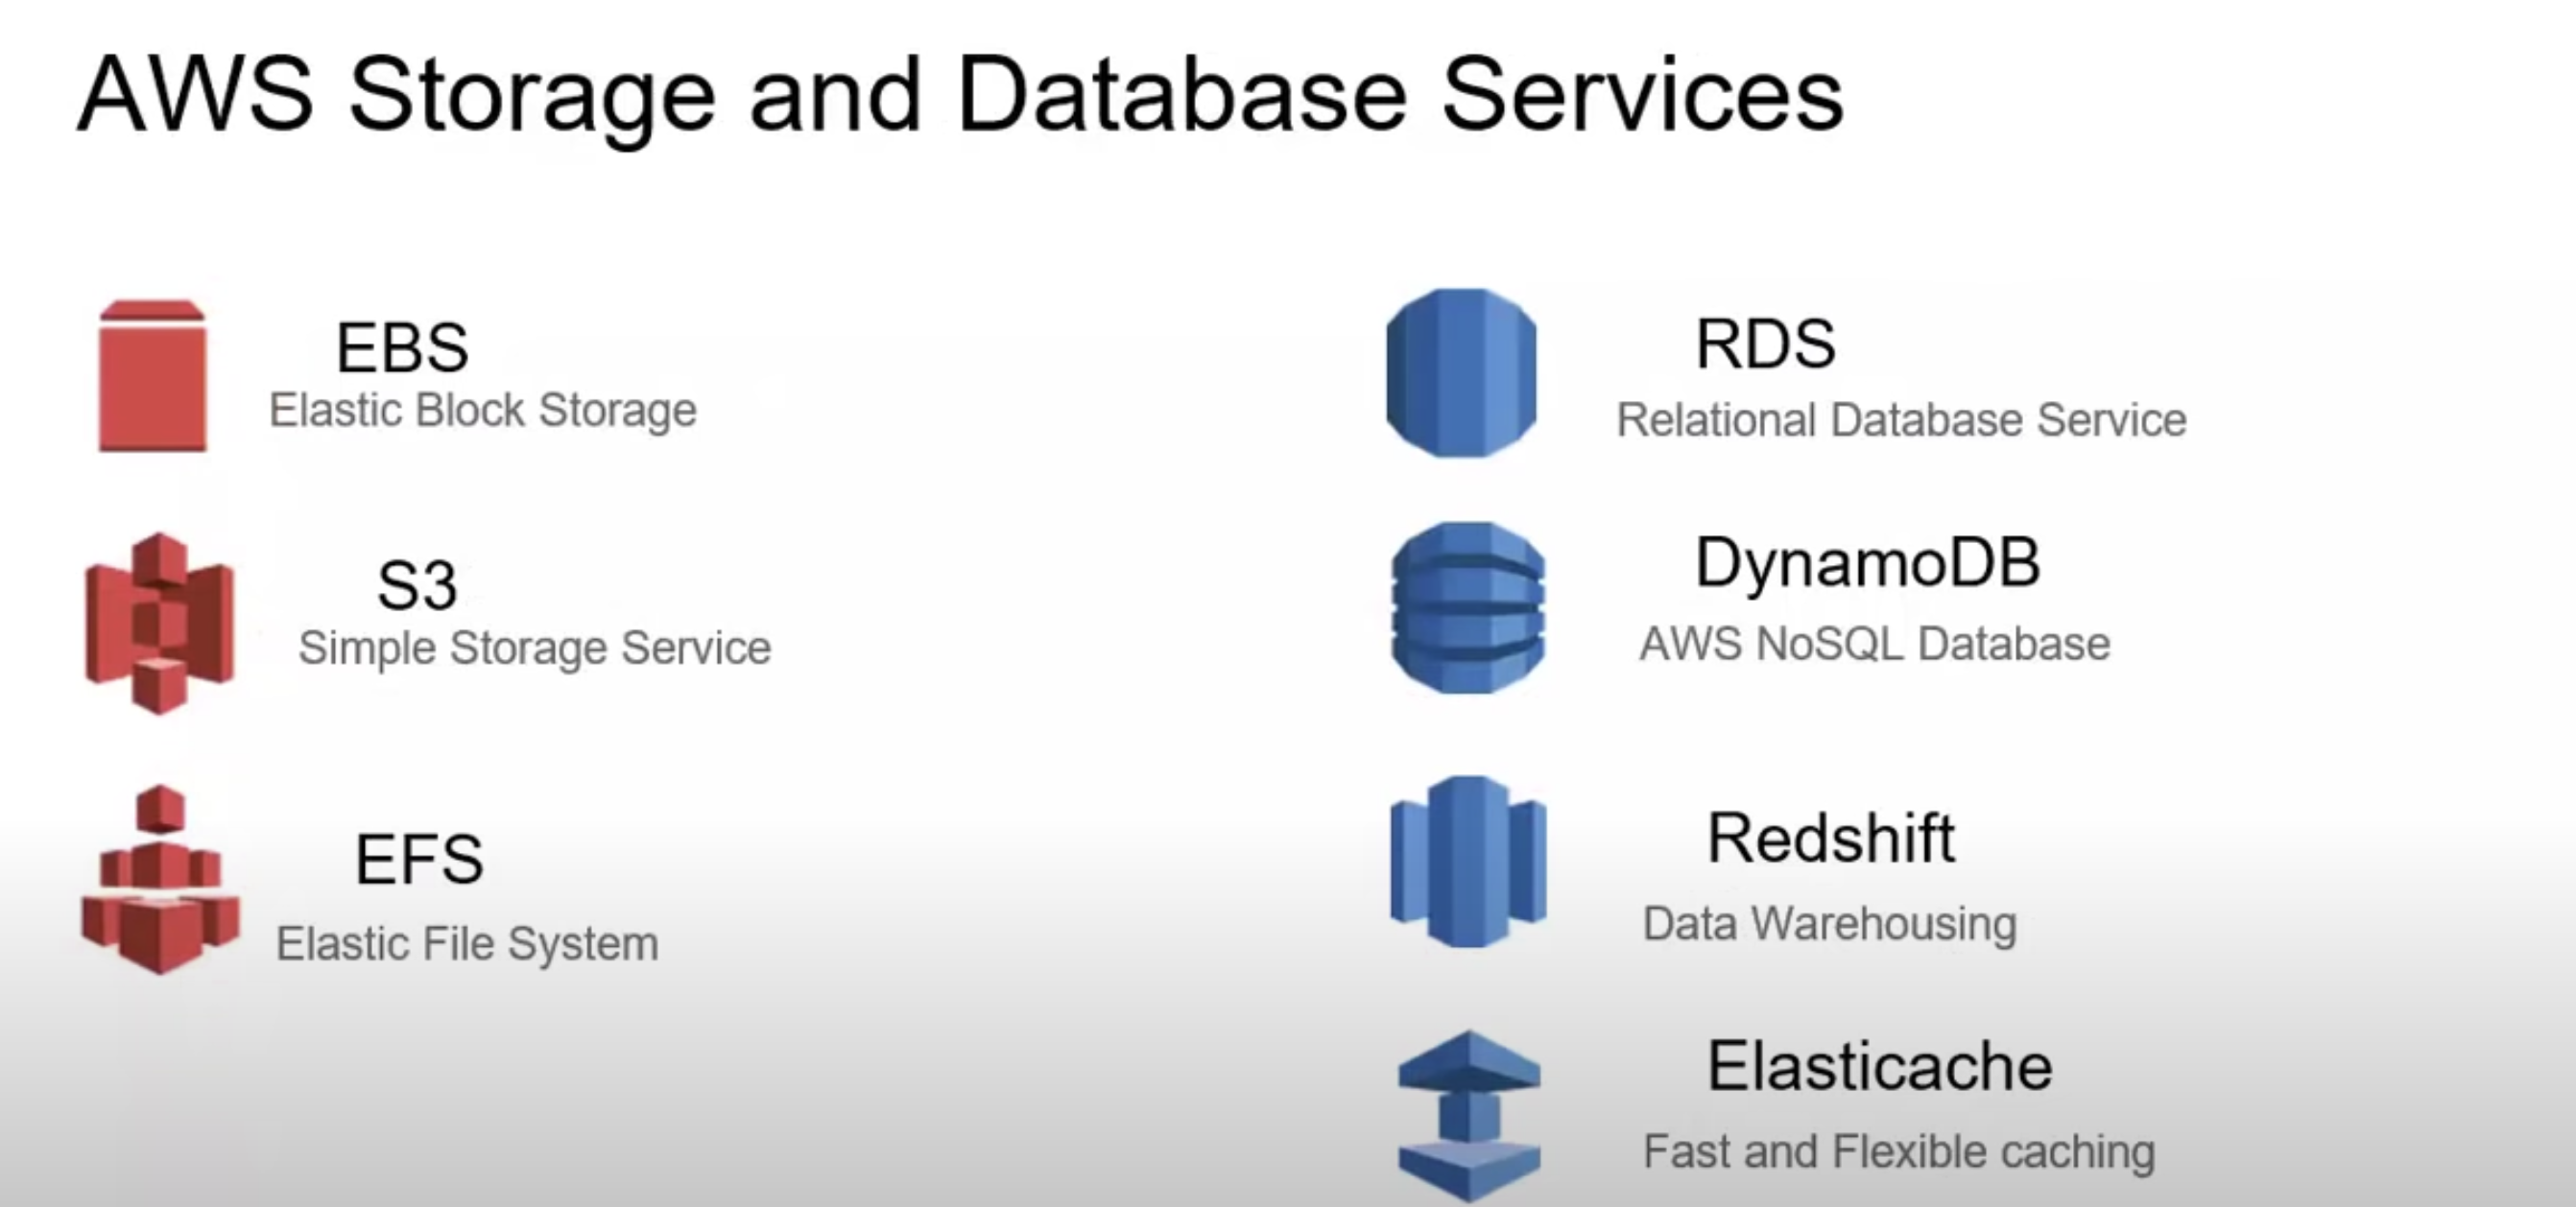 AWS Storage and Database Services
EBS
Elastic Block Storage
S3
Simple Storage Service
EFS
Elastic File System
RDS
Relational Database Service
DynamoDB
AWS NoSQL Database
Redshift
Data Warehousing
Elasticache
Fast and Flexible caching